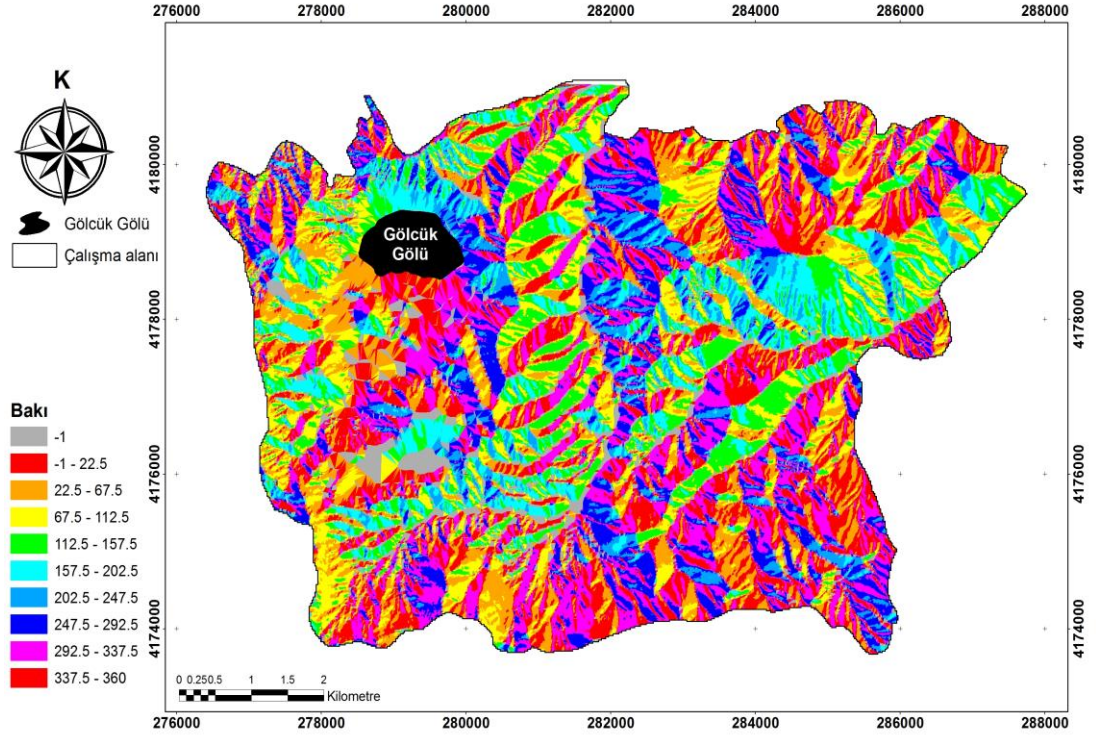 276000 278000 280000 282000 284000 286000 288000
K
Gölcük Gölü
Çalışma alanı
4180000
4178000
4176000
4174000
Gölcük
Gölü
4180000
4178000
4176000
4174000
Bakı
-1
-1 - 22.5
22.5 - 67.5
67.5 - 112.5
112.5 - 157.5
157.5 - 202.5
202.5 - 247.5
247.5 - 292.5
292.5 - 337.5
337.5 - 360
0 0.250.5 1 1.5 2
Kilometre
276000 278000 280000 282000 284000 286000 288000